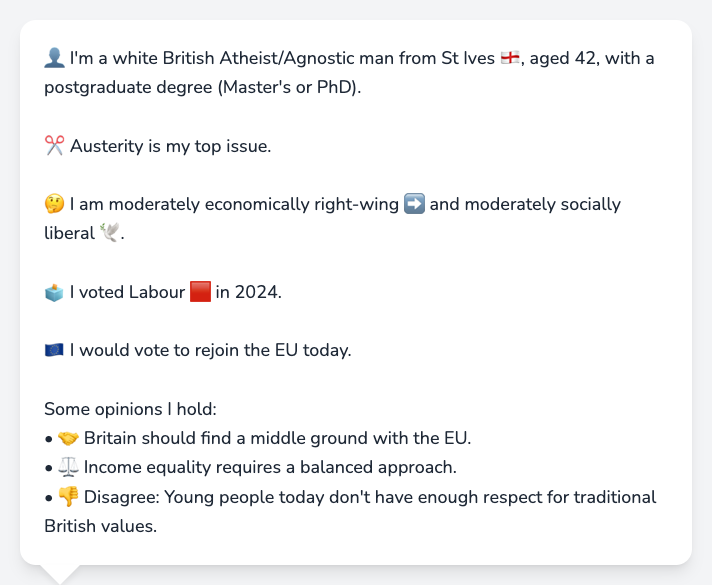 👤 I'm a white British Atheist/Agnostic man from St Ives 🏴󠁧󠁢󠁥󠁮󠁧󠁿, aged 42, with a
postgraduate degree (Master's or PhD).
✂️ Austerity is my top issue.
🤔 I am moderately economically right-wing ➡️ and moderately socially
liberal 🕊️.
🗳️ I voted Labour 🟥 in 2024.
🇪🇺 I would vote to rejoin the EU today.
Some opinions I hold:
• 🤝 Britain should find a middle ground with the EU.
• ⚖️ Income equality requires a balanced approach.
• 👎 Disagree: Young people today don't have enough respect for traditional
British values.